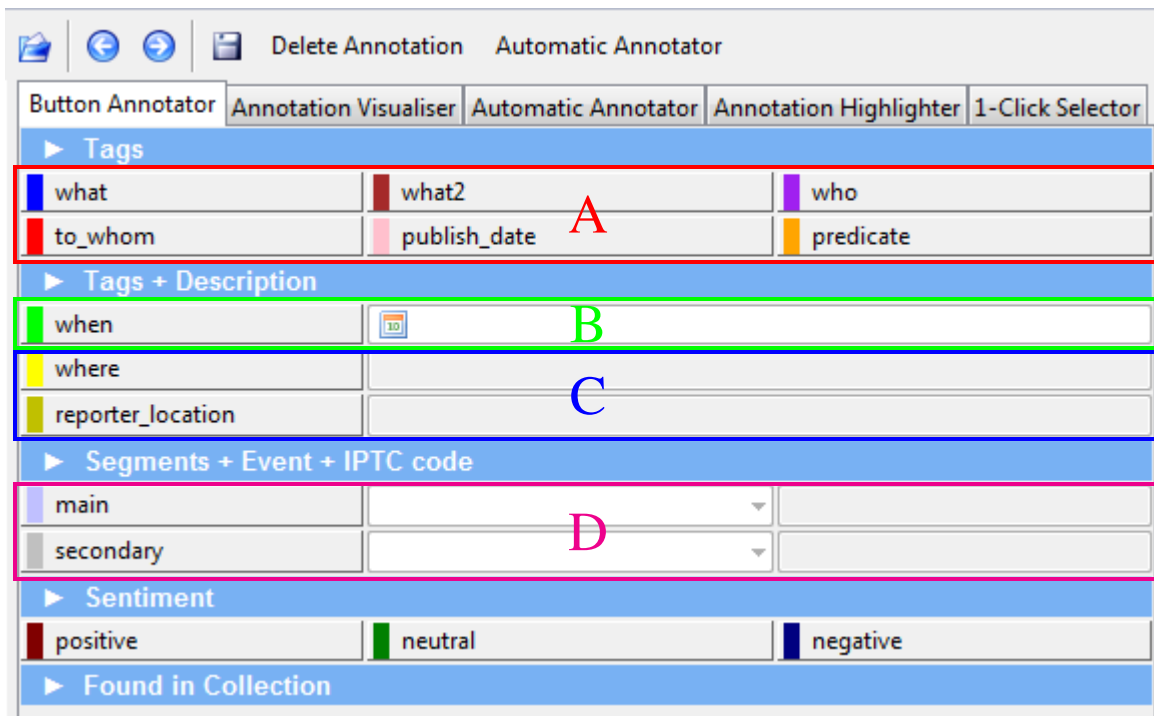 Delete Annotation Automatic Annotator
Button Annotator Annotation Visualiser Automatic Annotator Annotation Highlighter 1-Click Selector
Tags
what what2 who
A
to_whom publish_date predicate
Tags + Description
when 10 B
where
C
reporter_location
Segments + Event + IPTC code
main
D
secondary
Sentiment
positive neutral negative
Found in Collection